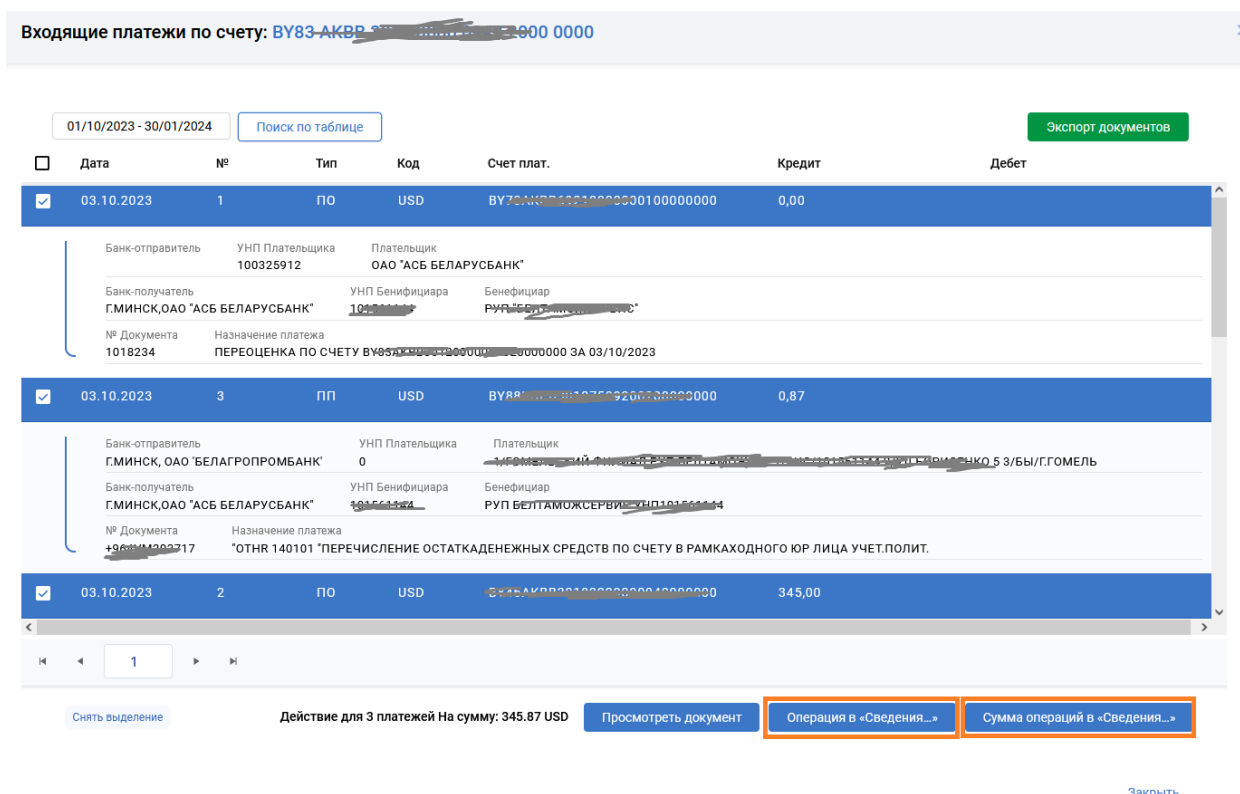 Входящие платежи по счету: BY83 000 0000
01/10/2023 - 30/01/2024 Поиск по таблице Экспорт документов
Дата № Тип Код Счет плат. Кредит Дебет
03.10.2023 1 ПО USD 0,00
Банк-отправитель УНП Плательщика Плательщик
100325912 ОАО "АСБ БЕЛАРУСБАНК"
Банк-получатель УНП Бенифициара Бенефициар
Г.МИНСК,ОАО "АСБ БЕЛАРУСБАНК"
№ Документа Назначение платежа
1018234 ПЕРЕОЦЕНКА ПО СЧЕТУ ЗА 03/10/2023
03.10.2023 3 ПП USD 0,87
Банк-отправитель УНП Плательщика Плательщик
Г.МИНСК, ОАО 'БЕЛАГРОПРОМБАНК' 0 5 3/БЫ/Г.ГОМЕЛЬ
Банк-получатель УНП Бенифициара Бенефициар
Г.МИНСК,ОАО "АСБ БЕЛАРУСБАНК" РУП
№ Документа Назначение платежа
"OTHR 140101 "ПЕРЕЧИСЛЕНИЕ ОСТАТКАДЕНЕЖНЫХ СРЕДСТВ ПО СЧЕТУ В РАМКАХОДНОГО ЮР ЛИЦА УЧЕТ.ПОЛИТ.
03.10.2023 2 ПО USD 345,00
1
Снять выделение Действие для 3 платежей На сумму: 345.87 USD Просмотреть документ Операция в «Сведения...» Сумма операций в «Сведения...»
Закрыть